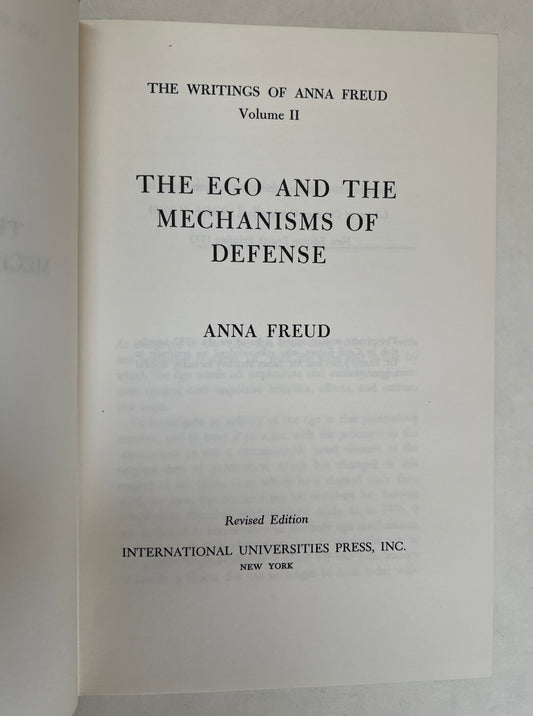 THE WRITINGS OF ANNA FREUD
Volume II
THE EGO AND THE
MECHANISMS OF
DEFENSE
ANNA FREUD
Revised Edition
INTERNATIONAL UNIVERSITIES PRESS, INC.
NEW YORK